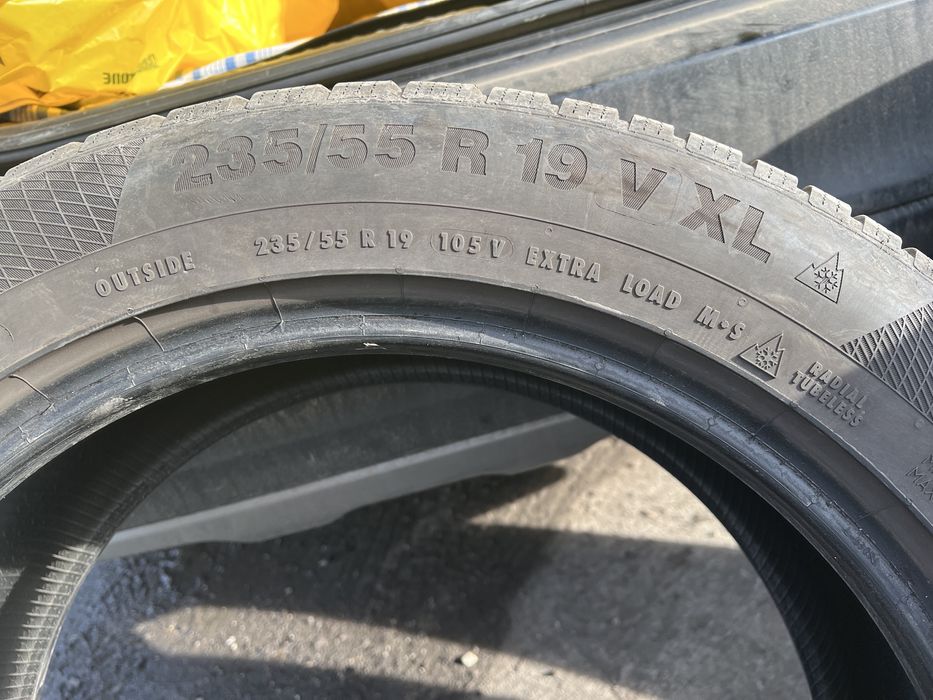 235/55 R 19 V XL
OUTSIDE 235/55 R 19 105 V EXTRA LOAD M•S RADIAL
TUBELESS